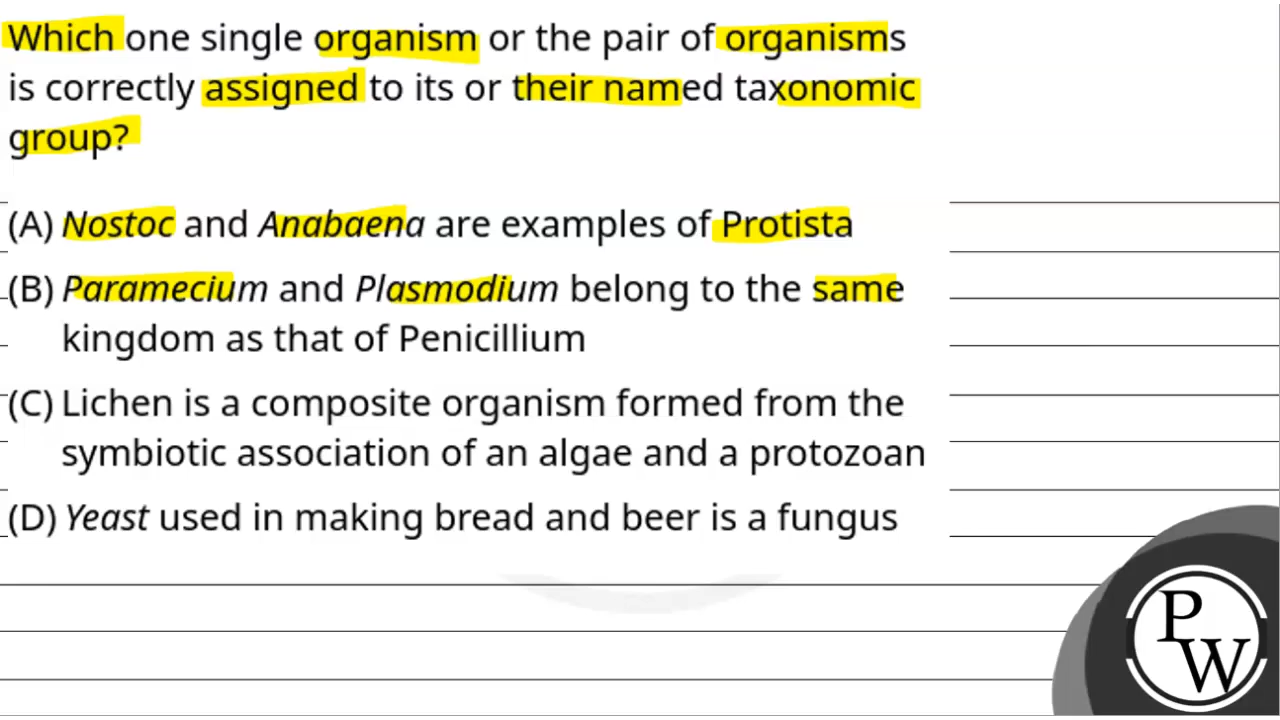 Which one single organism or the pair of organisms
is correctly assigned to its or their named taxonomic
group?
(A) Nostoc and Anabaena are examples of Protista
(B) Paramecium and Plasmodium belong to the same
kingdom as that of Penicillium
(C) Lichen is a composite organism formed from the
symbiotic association of an algae and a protozoan
(D) Yeast used in making bread and beer is a fungus
P
W